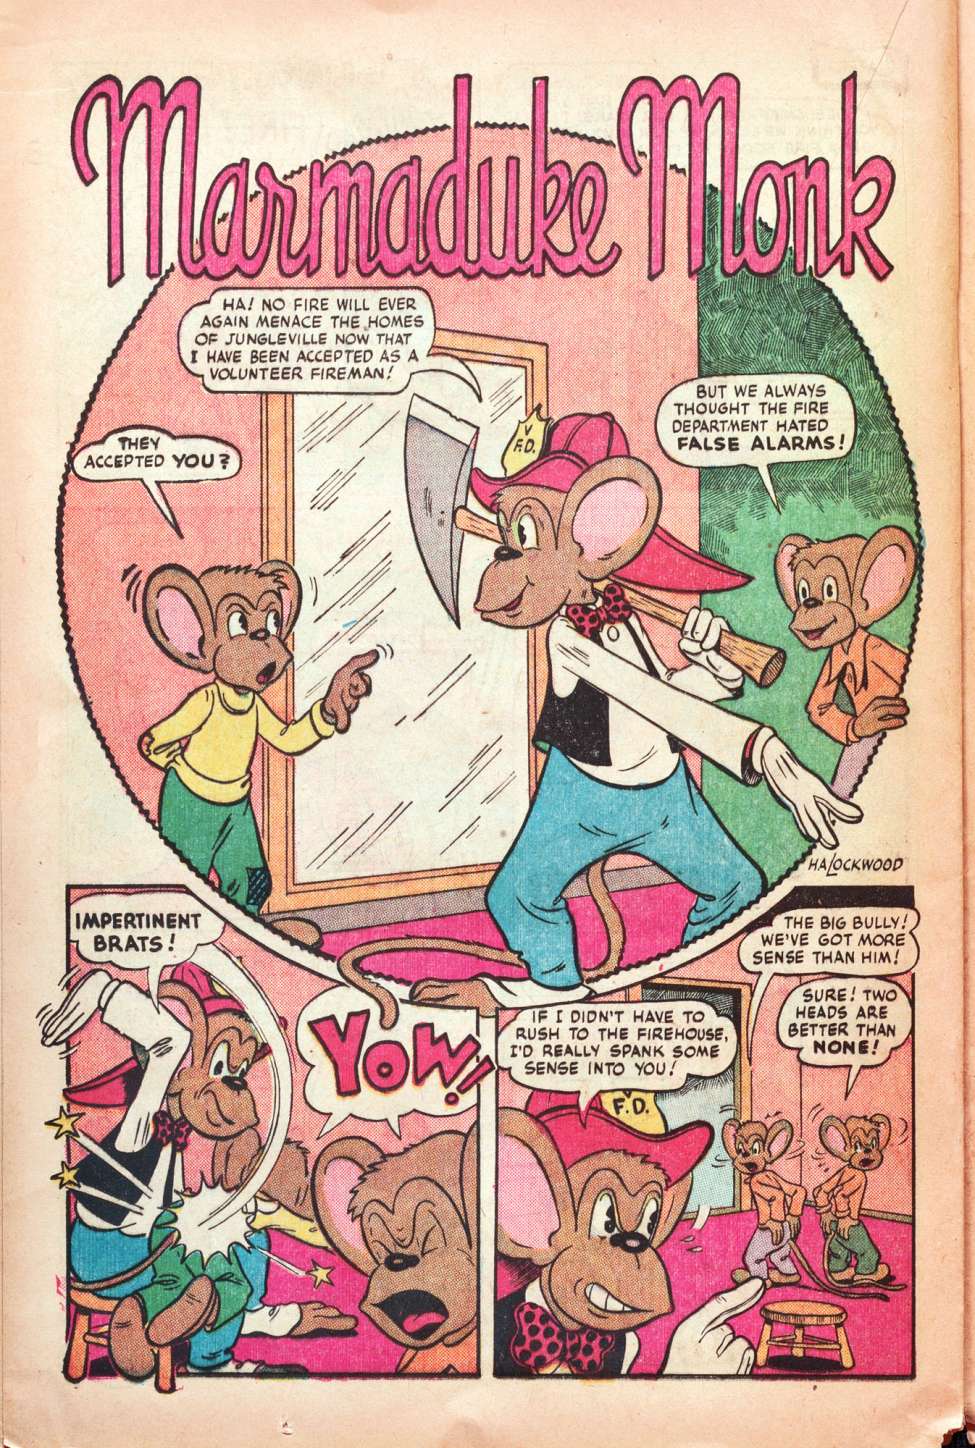 Marmaduke Monk
HA! NO FIRE WILL EVER
AGAIN MENACE THE HOMES
OF JUNGLEVILLE NOW THAT
I HAVE BEEN ACCEPTED AS A
VOLUNTEER FIREMAN!
THEY
ACCEPTED YOU?
V
F.D.
BUT WE ALWAYS
THOUGHT THE FIRE
DEPARTMENT HATED
FALSE ALARMS!
HALOCKWOOD
IMPERTINENT
BRATS!
YOW!
IF I DIDN'T HAVE TO
RUSH TO THE FIREHOUSE,
I'D REALLY SPANK SOME
SENSE INTO YOU!
V
F.D.
THE BIG BULLY!
WE'VE GOT MORE
SENSE THAN HIM!
SURE! TWO
HEADS ARE
BETTER THAN
NONE!